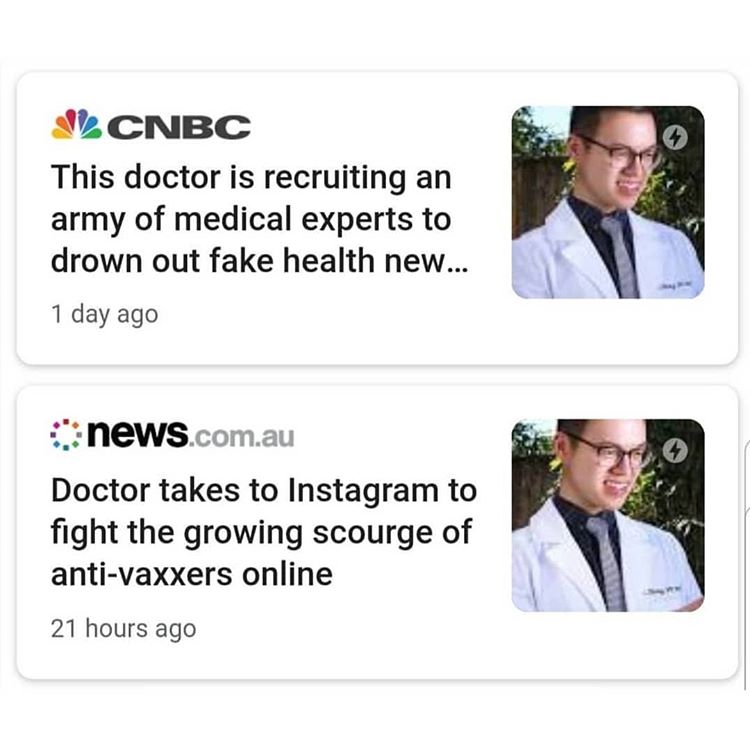 CNBC
This doctor is recruiting an
army of medical experts to
drown out fake health new...
1 day ago
news.com.au
Doctor takes to Instagram to
fight the growing scourge of
anti-vaxxers online
21 hours ago